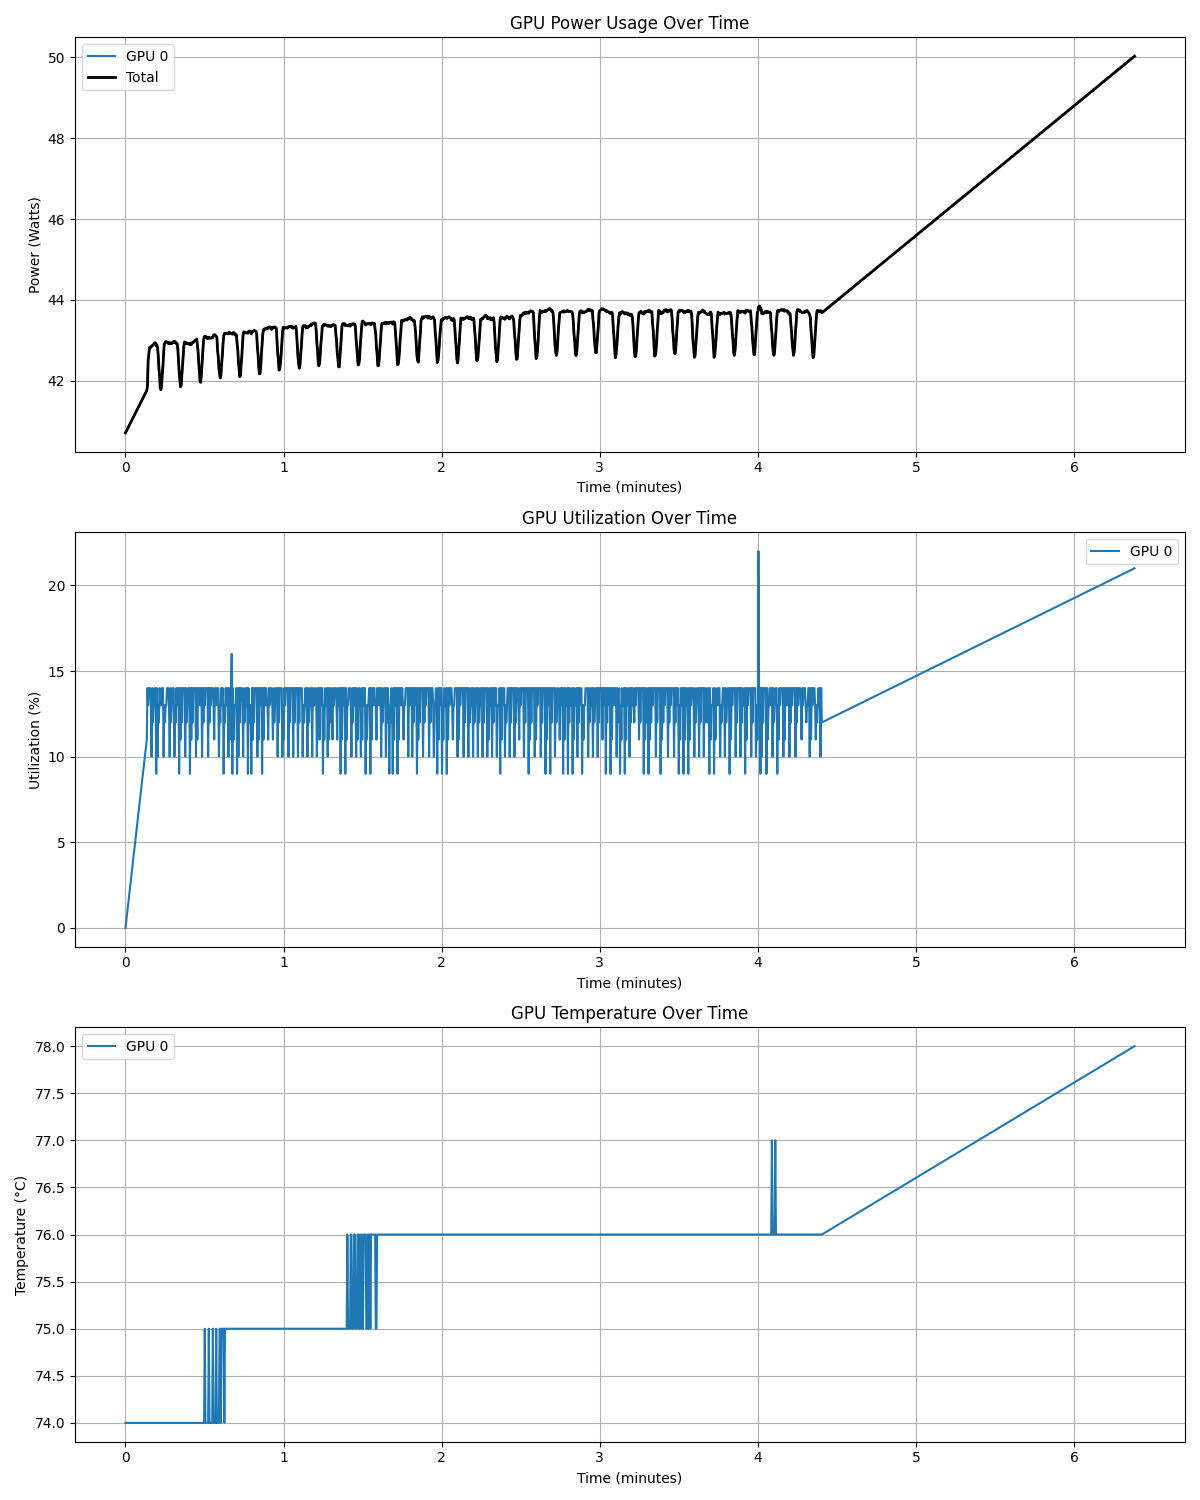 GPU Power Usage Over Time
GPU 0
Total
50
48
46
44
42
Power (Watts)
0 1 2 3 4 5 6
Time (minutes)
GPU Utilization Over Time
GPU 0
20
15
10
5
0
Utilization (%)
0 1 2 3 4 5 6
Time (minutes)
GPU Temperature Over Time
GPU 0
78.0
77.5
77.0
76.5
76.0
75.5
75.0
74.5
74.0
Temperature (°C)
0 1 2 3 4 5 6
Time (minutes)